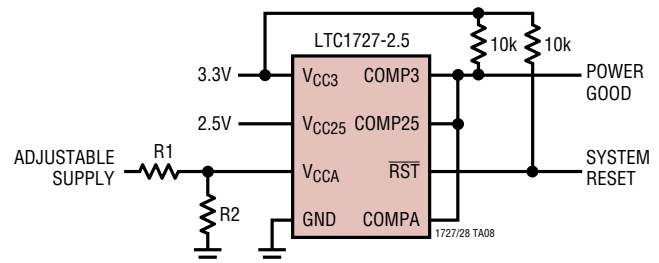 LTC1727-2.5
10k
10k
3.3V
VCC3
COMP3
POWER
GOOD
2.5V
VCC25
COMP25
ADJUSTABLE
SUPPLY
R1
VCCA
RST
SYSTEM
RESET
R2
GND
COMPA
1727/28 TA08